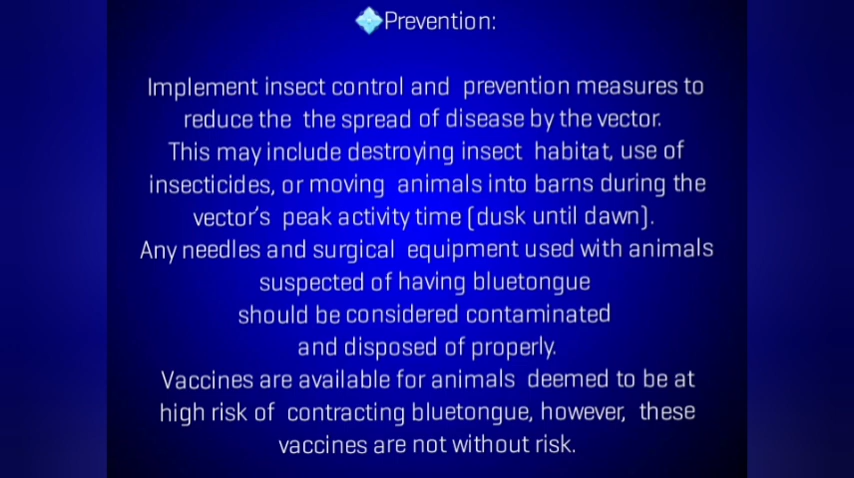 Prevention:
Implement insect control and prevention measures to
reduce the the spread of disease by the vector.
This may include destroying insect habitat, use of
insecticides, or moving animals into barns during the
vector's peak activity time (dusk until dawn).
Any needles and surgical equipment used with animals
suspected of having bluetongue
should be considered contaminated
and disposed of properly.
Vaccines are available for animals deemed to be at
high risk of contracting bluetongue, however, these
vaccines are not without risk.